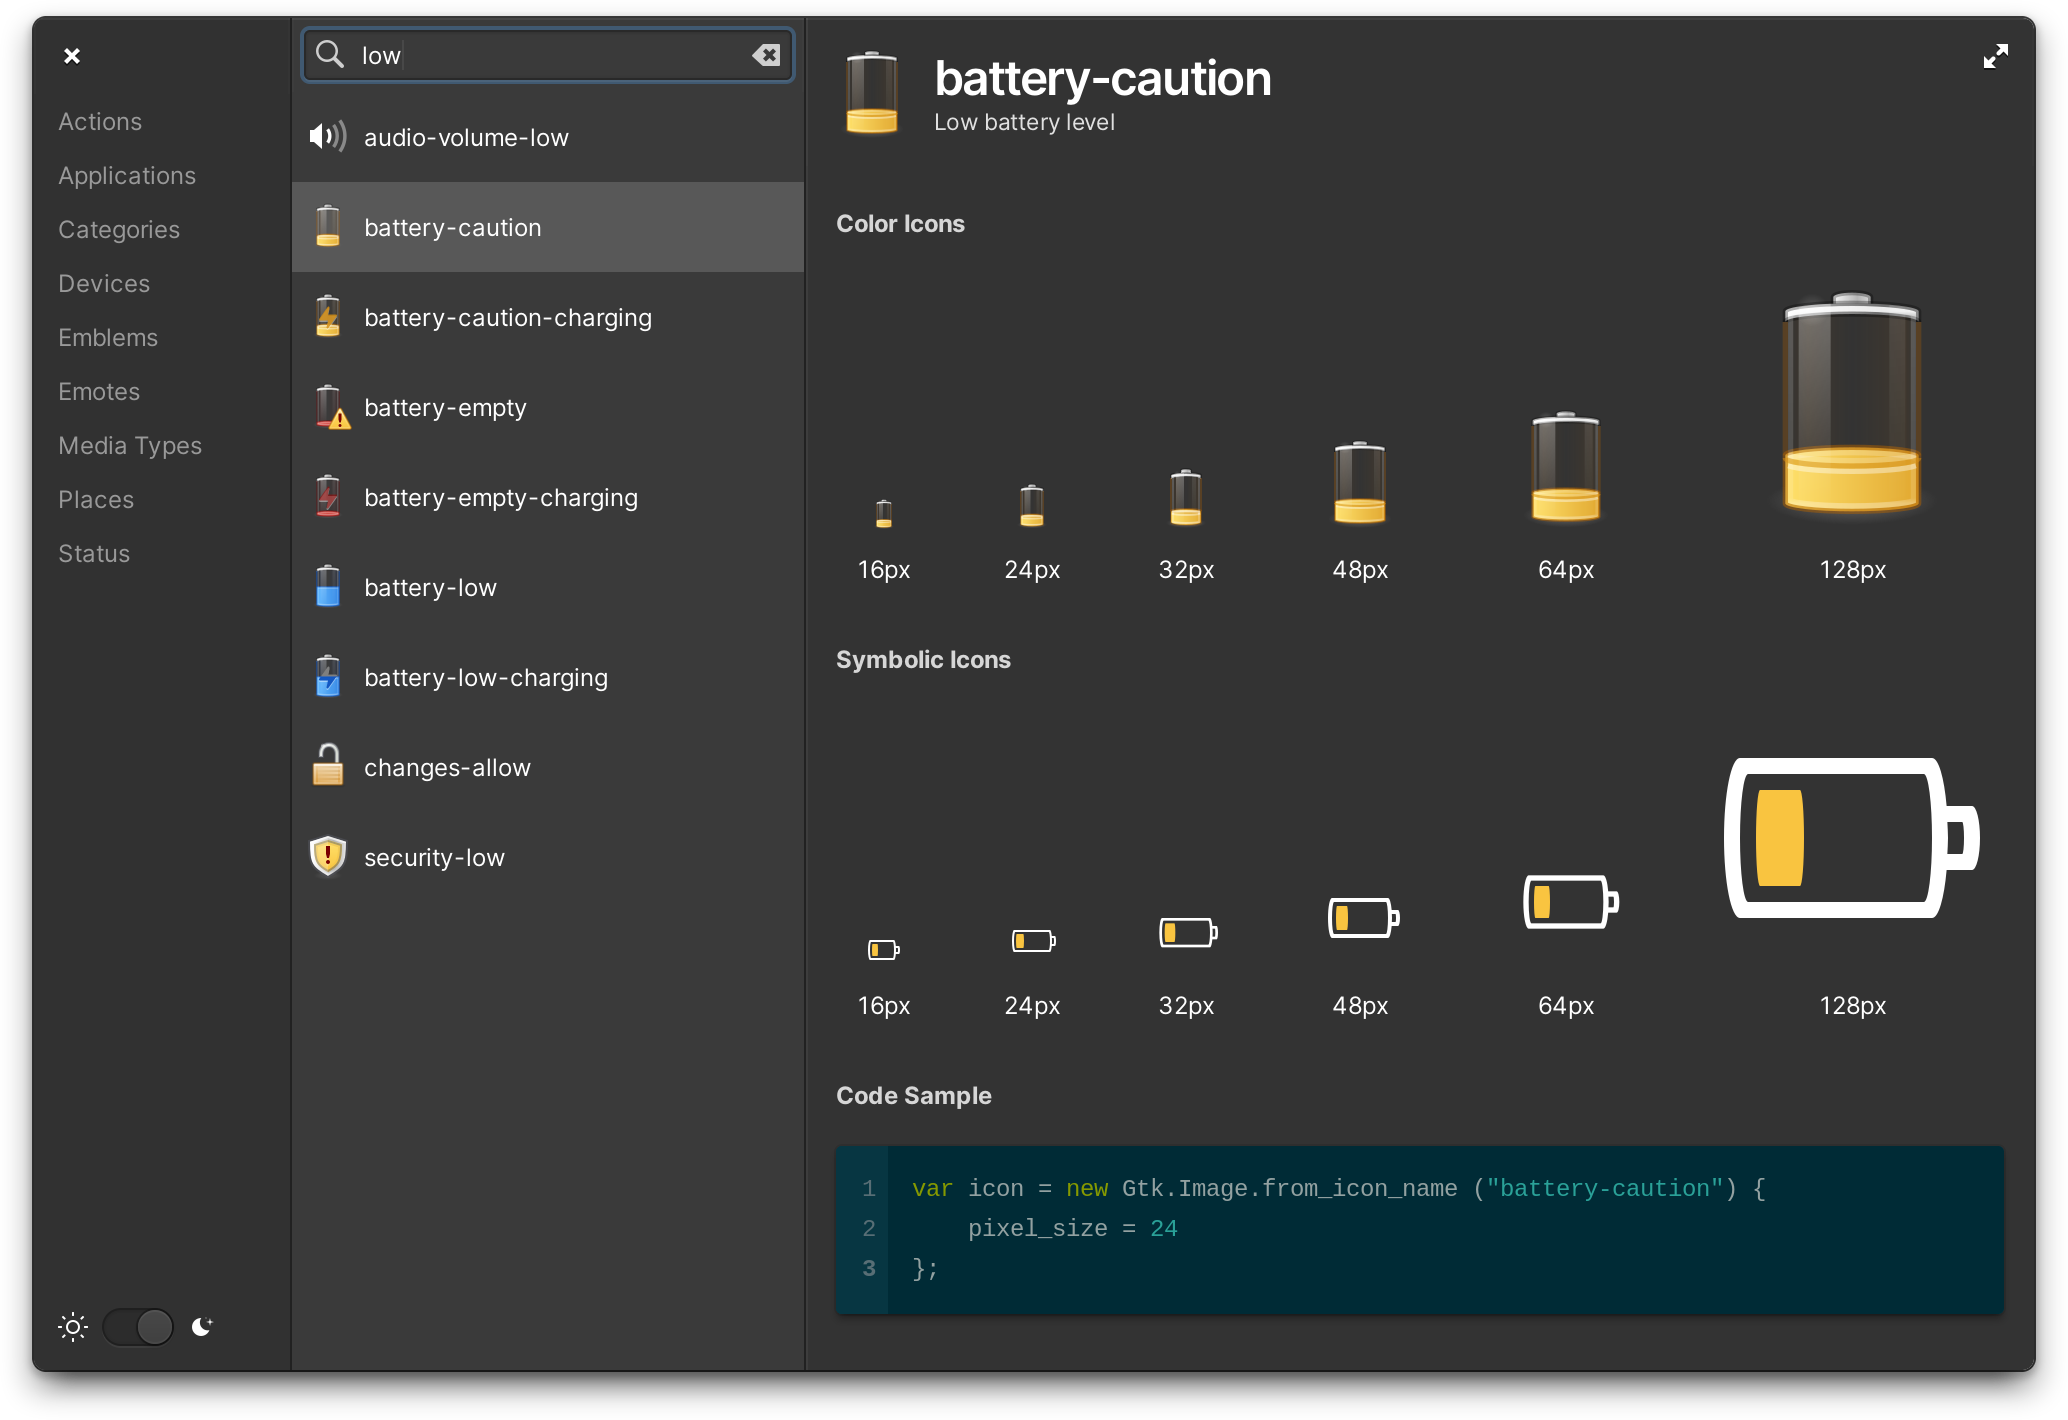 Actions
Applications
Categories
Devices
Emblems
Emotes
Media Types
Places
Status
low
audio-volume-low
battery-caution
battery-caution-charging
battery-empty
battery-empty-charging
battery-low
battery-low-charging
changes-allow
security-low
battery-caution
Low battery level
Color Icons
16px 24px 32px 48px 64px 128px
Symbolic Icons
16px 24px 32px 48px 64px 128px
Code Sample
1 var icon = new Gtk.Image.from_icon_name ("battery-caution") {
2     pixel_size = 24
3 };